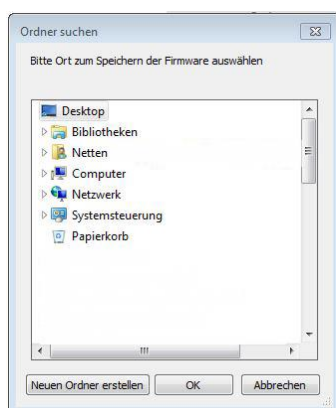 Ordner suchen
Bitte Ort zum Speichern der Firmware auswählen
Desktop
Bibliotheken
Netten
Computer
Netzwerk
Systemsteuerung
Papierkorb
Neuen Ordner erstellen OK Abbrechen